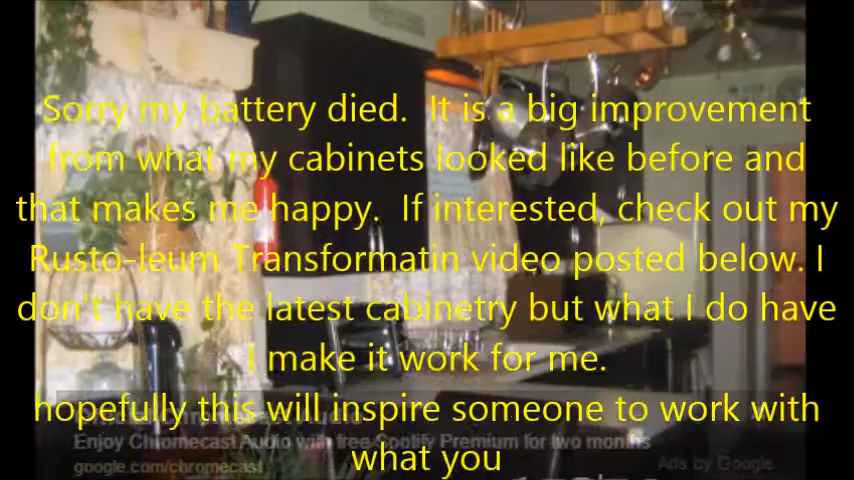 Sorry my battery died.  It is a big improvement
from what my cabinets looked like before and
that makes me happy.  If interested, check out my
Rusto-leum Transformatin video posted below. I
don't have the latest cabinetry but what I do have
I make it work for me.
hopefully this will inspire someone to work with
what you
Enjoy Chromecast Audio with free Spotify Premium for two months
google.com/chromecast
Ads by Google